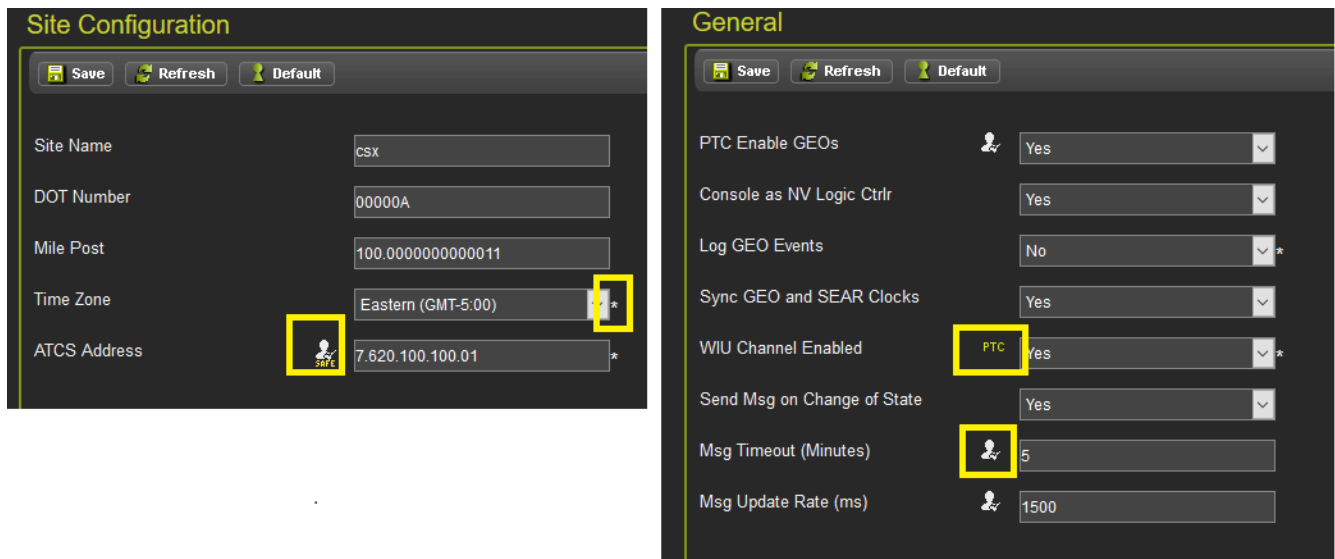 Site Configuration
Save Refresh Default
Site Name csx
DOT Number 00000A
Mile Post 100.0000000000011
Time Zone Eastern (GMT-5:00) *
ATCS Address SAFE 7.620.100.100.01 *
.
General
Save Refresh Default
PTC Enable GEOs Yes
Console as NV Logic Ctrlr Yes
Log GEO Events No *
Sync GEO and SEAR Clocks Yes
WIU Channel Enabled PTC Yes *
Send Msg on Change of State Yes
Msg Timeout (Minutes) 5
Msg Update Rate (ms) 1500